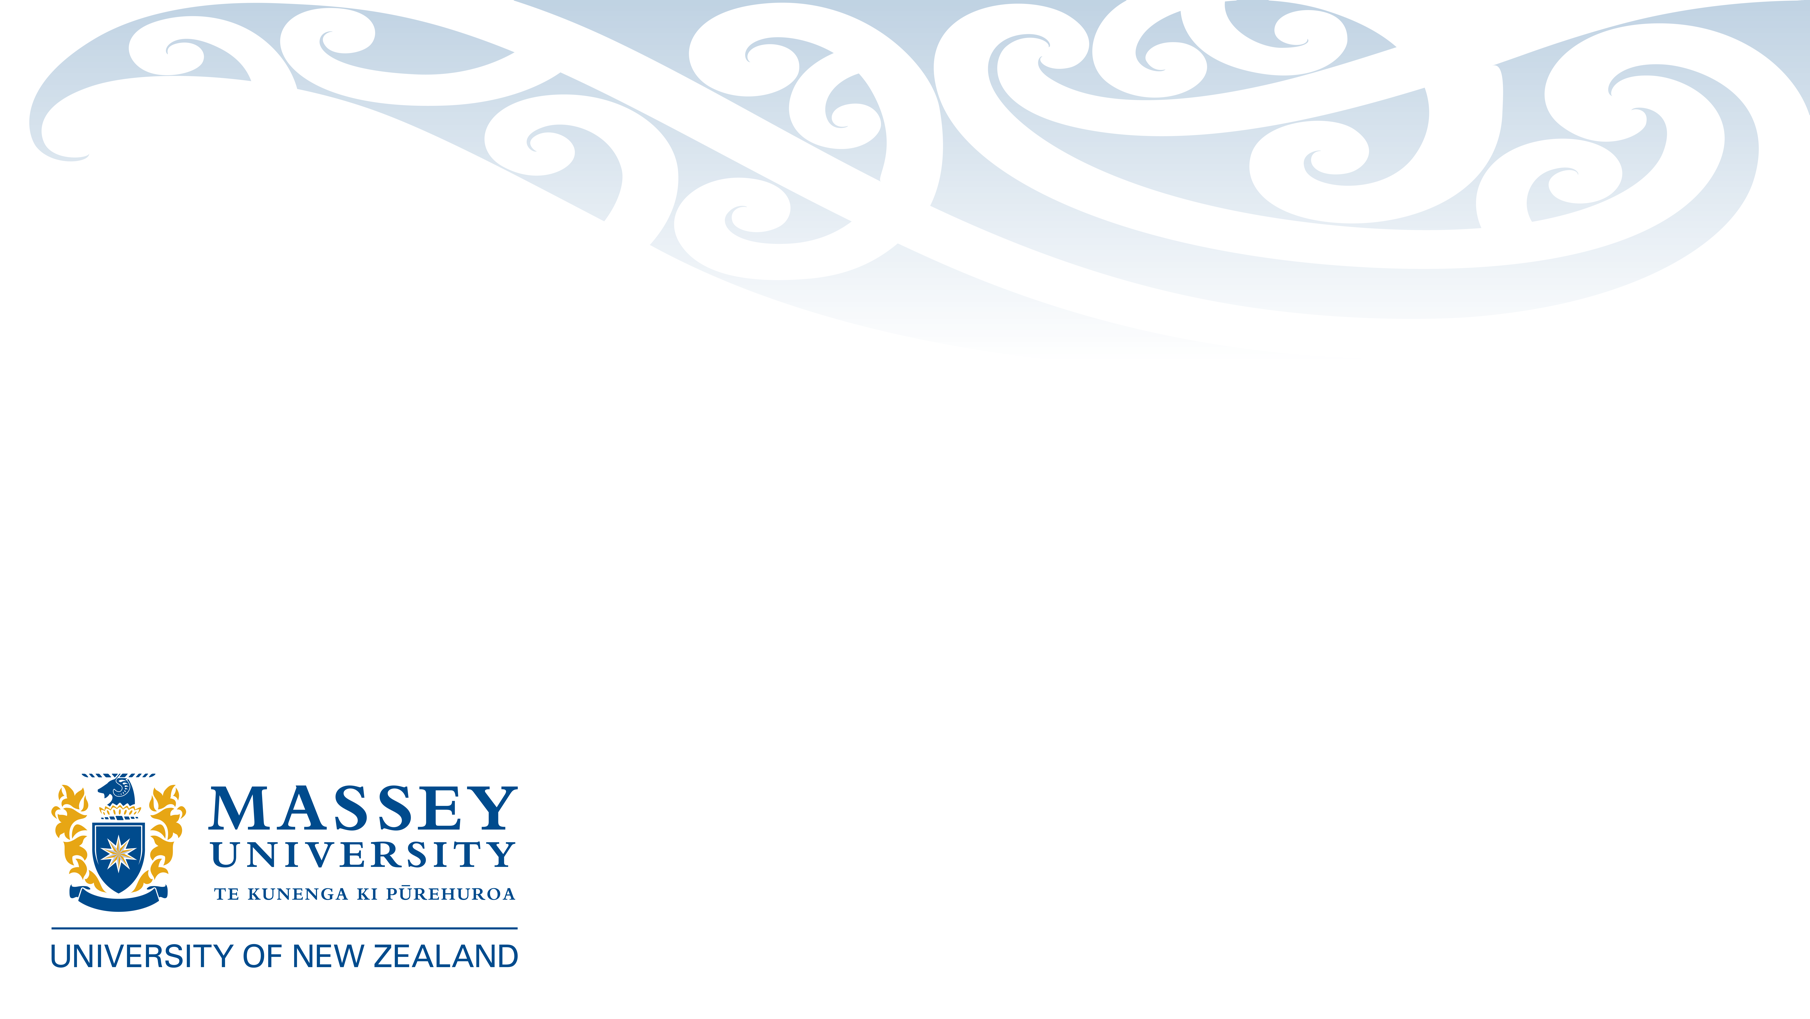 MASSEY
UNIVERSITY
TE KUNENGA KI PŪREHUROA
UNIVERSITY OF NEW ZEALAND